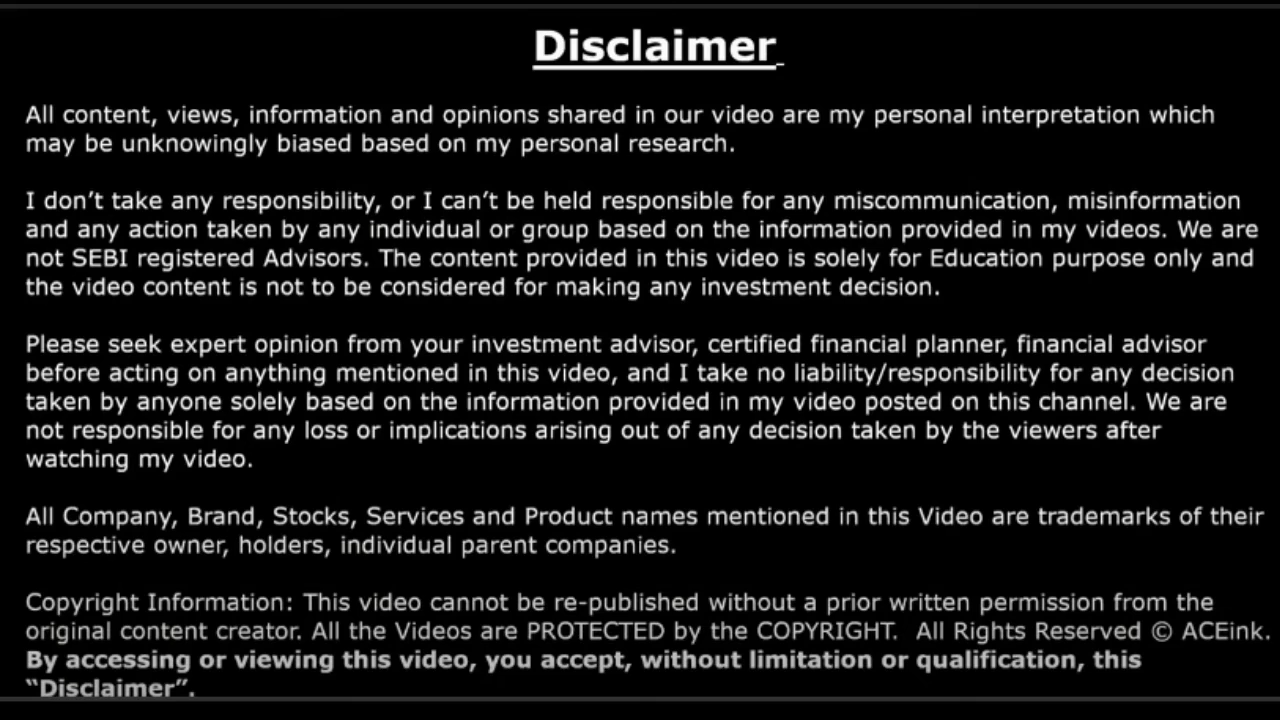 Disclaimer
All content, views, information and opinions shared in our video are my personal interpretation which
may be unknowingly biased based on my personal research.
I don’t take any responsibility, or I can’t be held responsible for any miscommunication, misinformation
and any action taken by any individual or group based on the information provided in my videos. We are
not SEBI registered Advisors. The content provided in this video is solely for Education purpose only and
the video content is not to be considered for making any investment decision.
Please seek expert opinion from your investment advisor, certified financial planner, financial advisor
before acting on anything mentioned in this video, and I take no liability/responsibility for any decision
taken by anyone solely based on the information provided in my video posted on this channel. We are
not responsible for any loss or implications arising out of any decision taken by the viewers after
watching my video.
All Company, Brand, Stocks, Services and Product names mentioned in this Video are trademarks of their
respective owner, holders, individual parent companies.
Copyright Information: This video cannot be re-published without a prior written permission from the
original content creator. All the Videos are PROTECTED by the COPYRIGHT.  All Rights Reserved © ACEink.
By accessing or viewing this video, you accept, without limitation or qualification, this
“Disclaimer”.